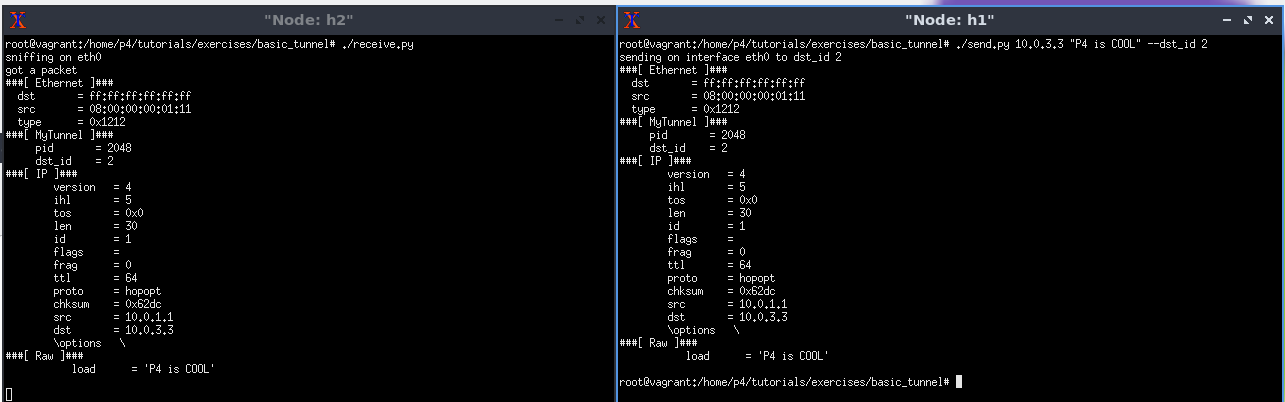 "Node: h2"
root@vagrant:/home/p4/tutorials/exercises/basic_tunnel# ./receive.py
sniffing on eth0
got a packet
###[ Ethernet ]###
dst = ff:ff:ff:ff:ff:ff
src = 08:00:00:00:01:11
type = 0x1212
###[ MyTunnel ]###
pid = 2048
dst_id = 2
###[ IP ]###
version = 4
ihl = 5
tos = 0x0
len = 30
id = 1
flags =
frag = 0
ttl = 64
proto = hopopt
chksum = 0x62dc
src = 10.0.1.1
dst = 10.0.3.3
\options \
###[ Raw ]###
load = 'P4 is COOL'
"Node: h1"
root@vagrant:/home/p4/tutorials/exercises/basic_tunnel# ./send.py 10.0.3.3 "P4 is COOL" --dst_id 2
sending on interface eth0 to dst_id 2
###[ Ethernet ]###
dst = ff:ff:ff:ff:ff:ff
src = 08:00:00:00:01:11
type = 0x1212
###[ MyTunnel ]###
pid = 2048
dst_id = 2
###[ IP ]###
version = 4
ihl = 5
tos = 0x0
len = 30
id = 1
flags =
frag = 0
ttl = 64
proto = hopopt
chksum = 0x62dc
src = 10.0.1.1
dst = 10.0.3.3
\options \
###[ Raw ]###
load = 'P4 is COOL'
root@vagrant:/home/p4/tutorials/exercises/basic_tunnel#